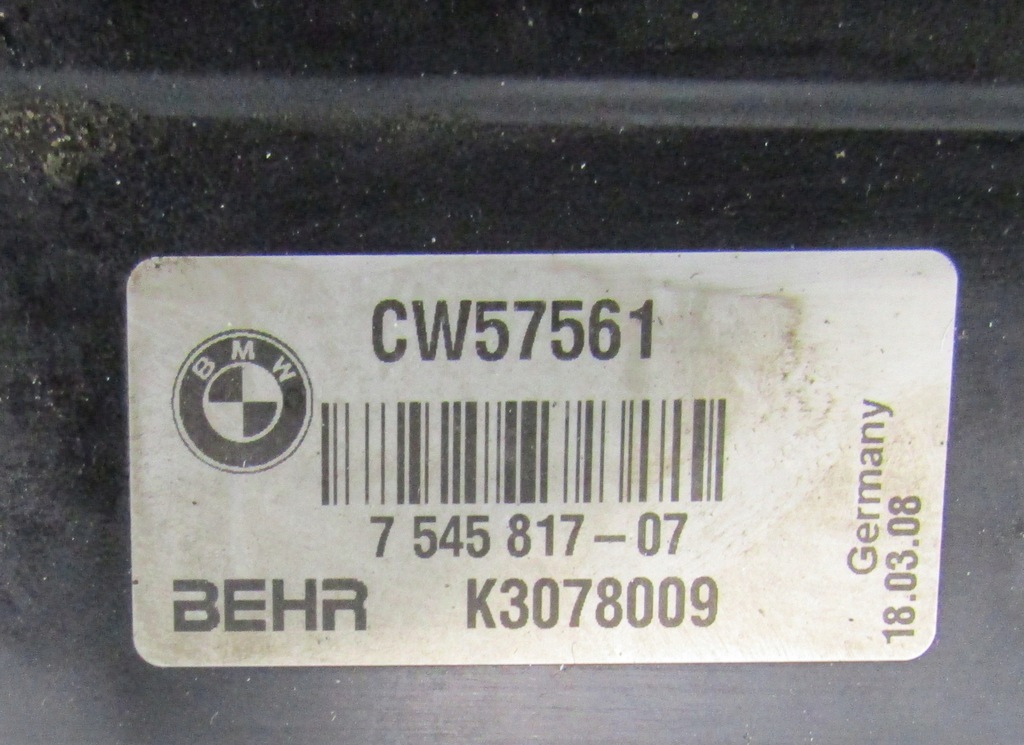 CW57561
BMW
7 545 817-07
BEHR K3078009
Germany
18.03.08